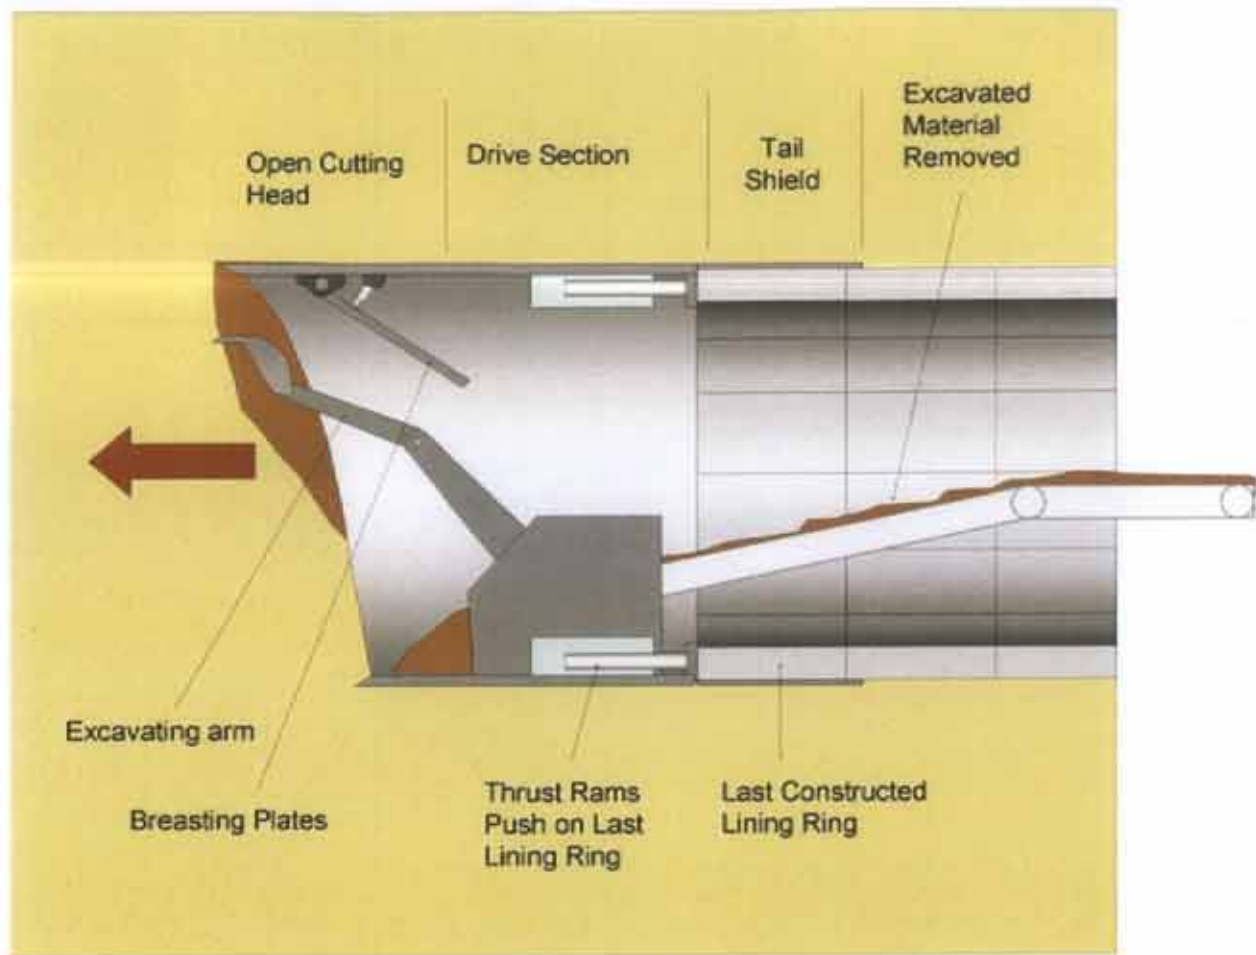 Open Cutting
Head
Drive Section
Tail
Shield
Excavated
Material
Removed
Excavating arm
Breasting Plates
Thrust Rams
Push on Last
Lining Ring
Last Constructed
Lining Ring